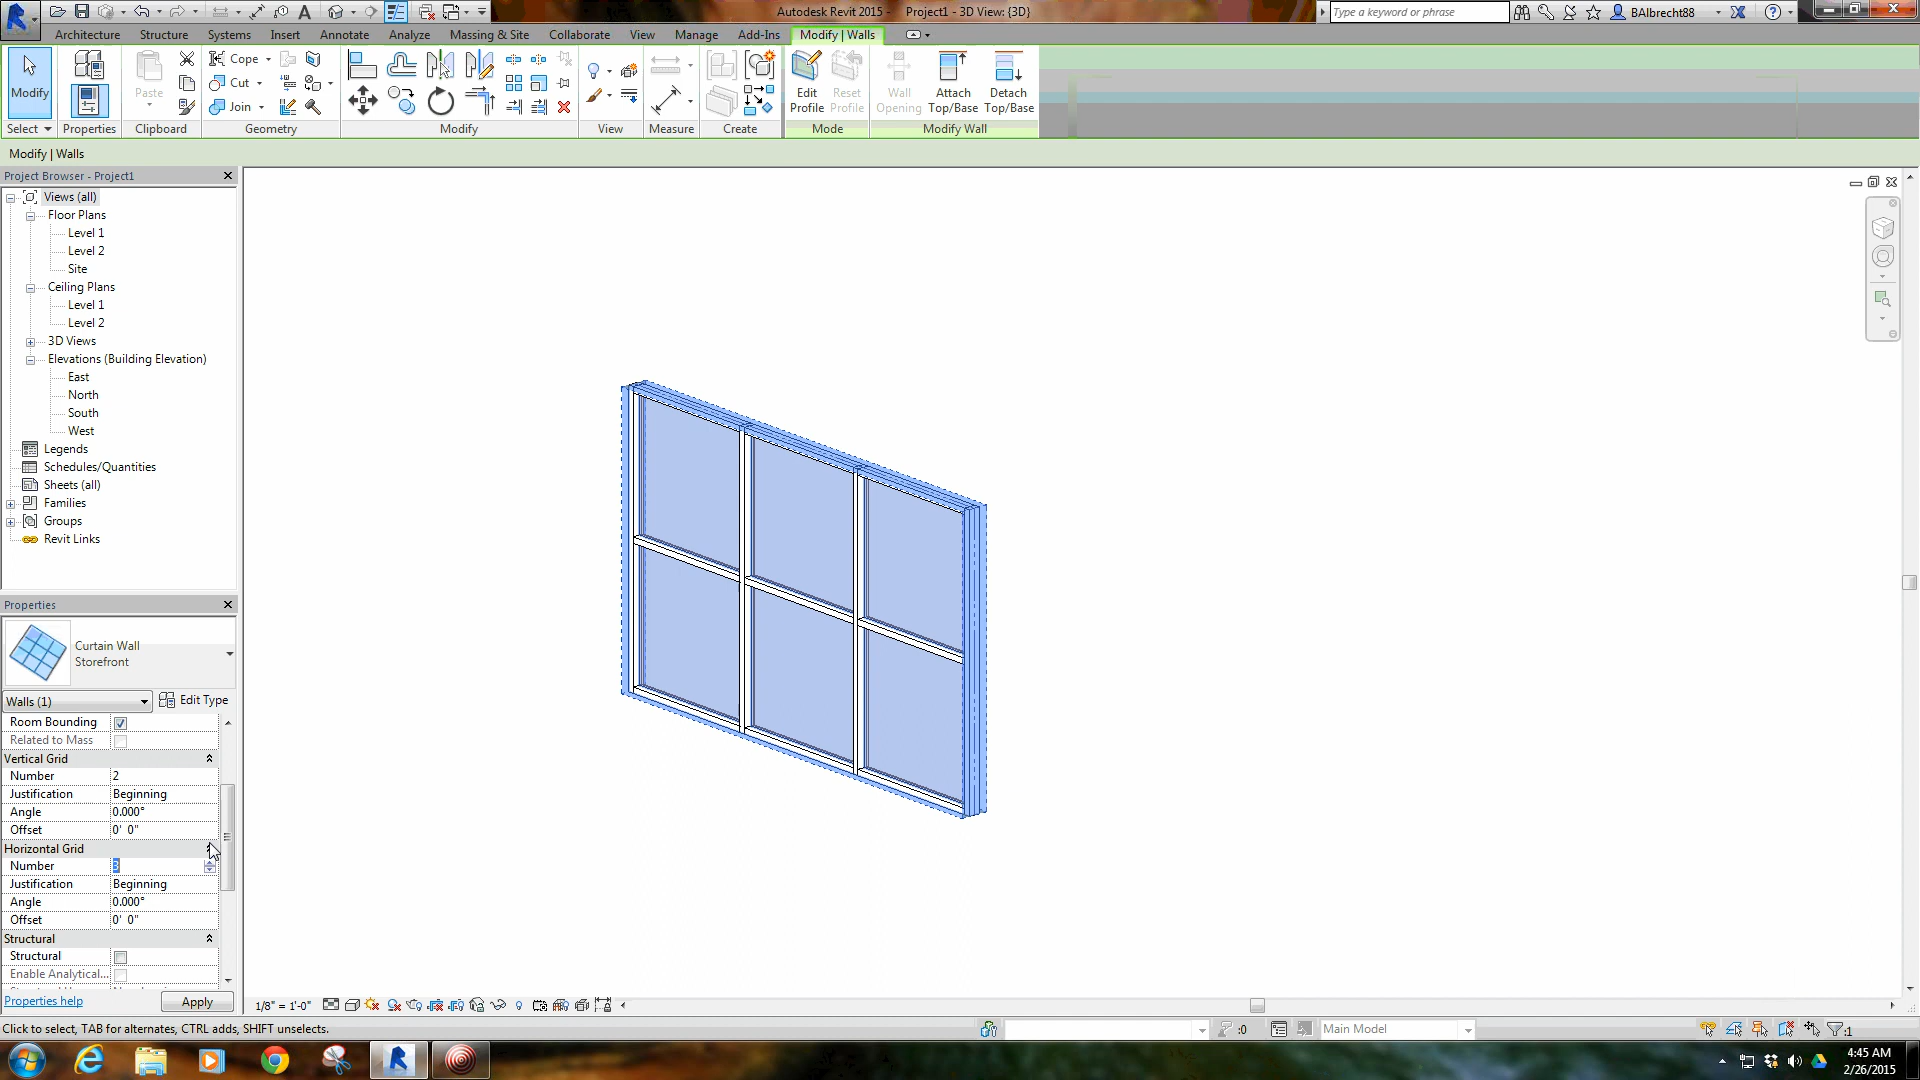 Autodesk Revit 2015 - Project1 - 3D View: {3D}
Type a keyword or phrase
BAlbrecht88
Architecture Structure Systems Insert Annotate Analyze Massing & Site Collaborate View Manage Add-Ins Modify | Walls
Modify
Paste
Cope
Cut
Join
Edit Profile
Reset Profile
Wall Opening
Attach Top/Base
Detach Top/Base
Select Properties Clipboard Geometry Modify View Measure Create Mode Modify Wall
Modify | Walls
Project Browser - Project1
Views (all)
Floor Plans
Level 1
Level 2
Site
Ceiling Plans
Level 1
Level 2
3D Views
Elevations (Building Elevation)
East
North
South
West
Legends
Schedules/Quantities
Sheets (all)
Families
Groups
Revit Links
Properties
Curtain Wall
Storefront
Walls (1) Edit Type
Room Bounding
Related to Mass
Vertical Grid
Number 2
Justification Beginning
Angle 0.000°
Offset 0' 0"
Horizontal Grid
Number 3
Justification Beginning
Angle 0.000°
Offset 0' 0"
Structural
Structural
Enable Analytical...
Properties help Apply
1/8" = 1'-0"
Click to select, TAB for alternates, CTRL adds, SHIFT unselects.
:0
Main Model
:1
4:45 AM
2/26/2015